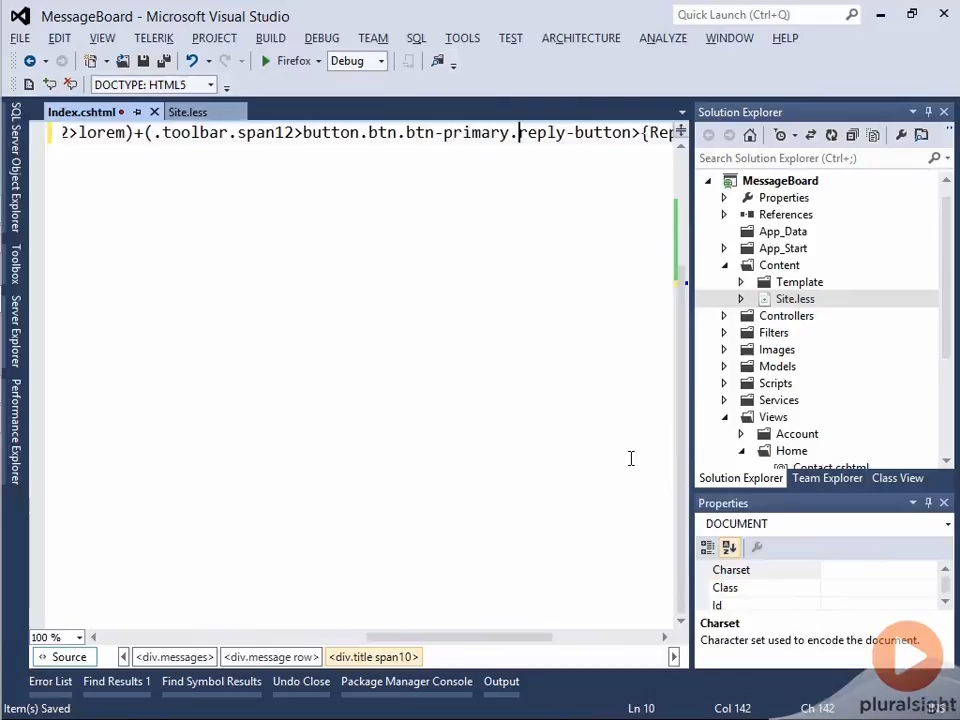 MessageBoard - Microsoft Visual Studio
Quick Launch (Ctrl+Q)
FILE EDIT VIEW TELERIK PROJECT BUILD DEBUG TEAM SQL TOOLS TEST ARCHITECTURE ANALYZE WINDOW HELP
Firefox Debug
DOCTYPE: HTML5
Index.cshtml Site.less
2>lorem)+(.toolbar.span12>button.btn.btn-primary.reply-button>{Rep
SQL Server Object Explorer
Toolbox
Server Explorer
Performance Explorer
Solution Explorer
Search Solution Explorer (Ctrl+;)
MessageBoard
Properties
References
App_Data
App_Start
Content
Template
Site.less
Controllers
Filters
Images
Models
Scripts
Services
Views
Account
Home
Contact.cshtml
Solution Explorer Team Explorer Class View
Properties
DOCUMENT
Charset
Class
Id
Charset
Character set used to encode the document.
100 %
Source <div.messages> <div.message row> <div.title span10>
Error List Find Results 1 Find Symbol Results Undo Close Package Manager Console Output
Item(s) Saved Ln 10 Col 142 Ch 142 INS
pluralsight